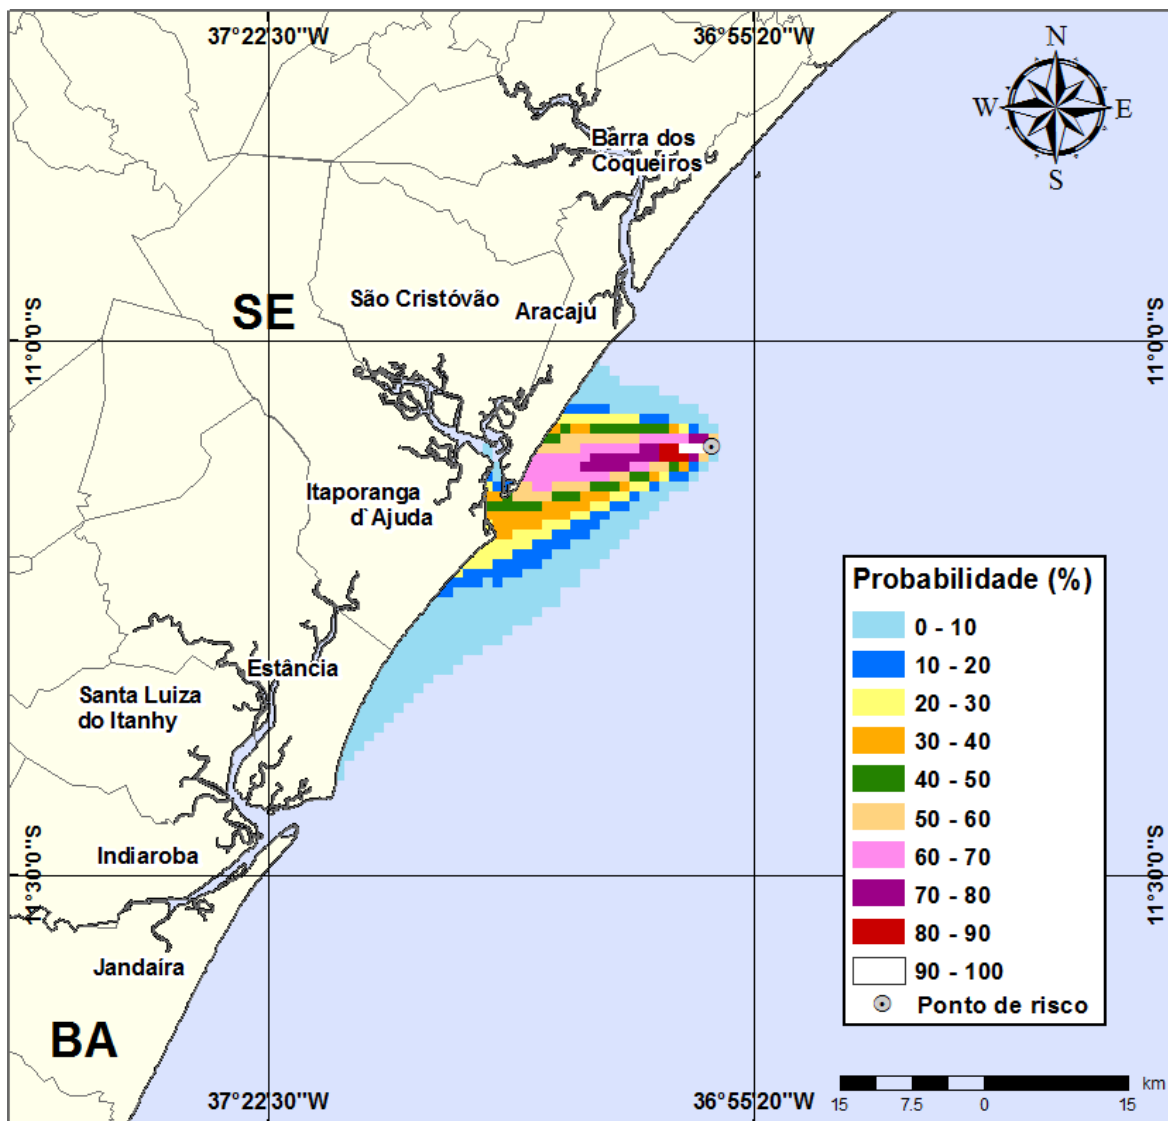 37°22'30"W
36°55'20"W
N
W
E
S
Barra dos
Coqueiros
SE
São Cristóvão
Aracaju
11°0'0"S
11°0'0"S
Itaporanga
d`Ajuda
Estância
Santa Luiza
do Itanhy
Indiaroba
Jandaíra
BA
11°30'0"S
11°30'0"S
Probabilidade (%)
0 - 10
10 - 20
20 - 30
30 - 40
40 - 50
50 - 60
60 - 70
70 - 80
80 - 90
90 - 100
Ponto de risco
km
15 7.5 0 15
37°22'30"W
36°55'20"W